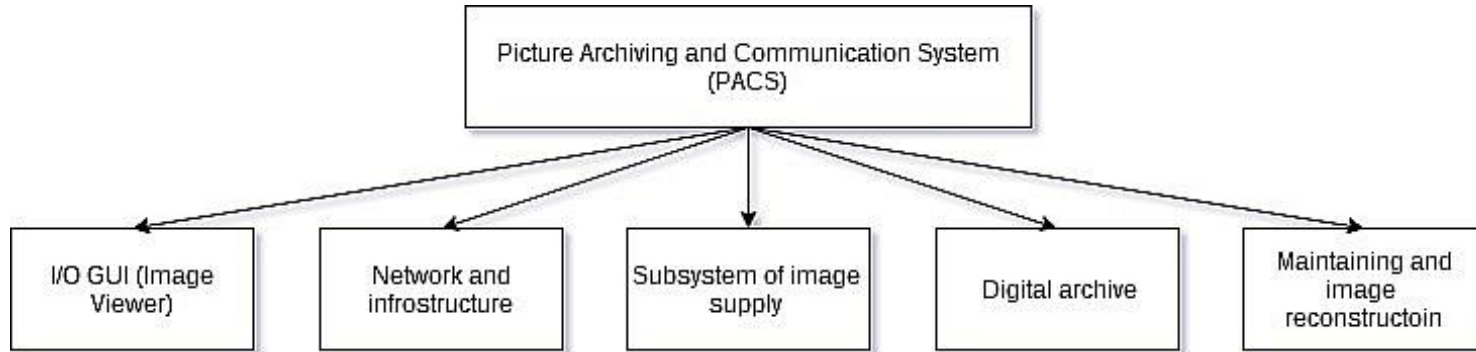 Picture Archiving and Communication System
(PACS)
I/O GUI (Image
Viewer)
Network and
infrostructure
Subsystem of image
supply
Digital archive
Maintaining and
image
reconstructoin